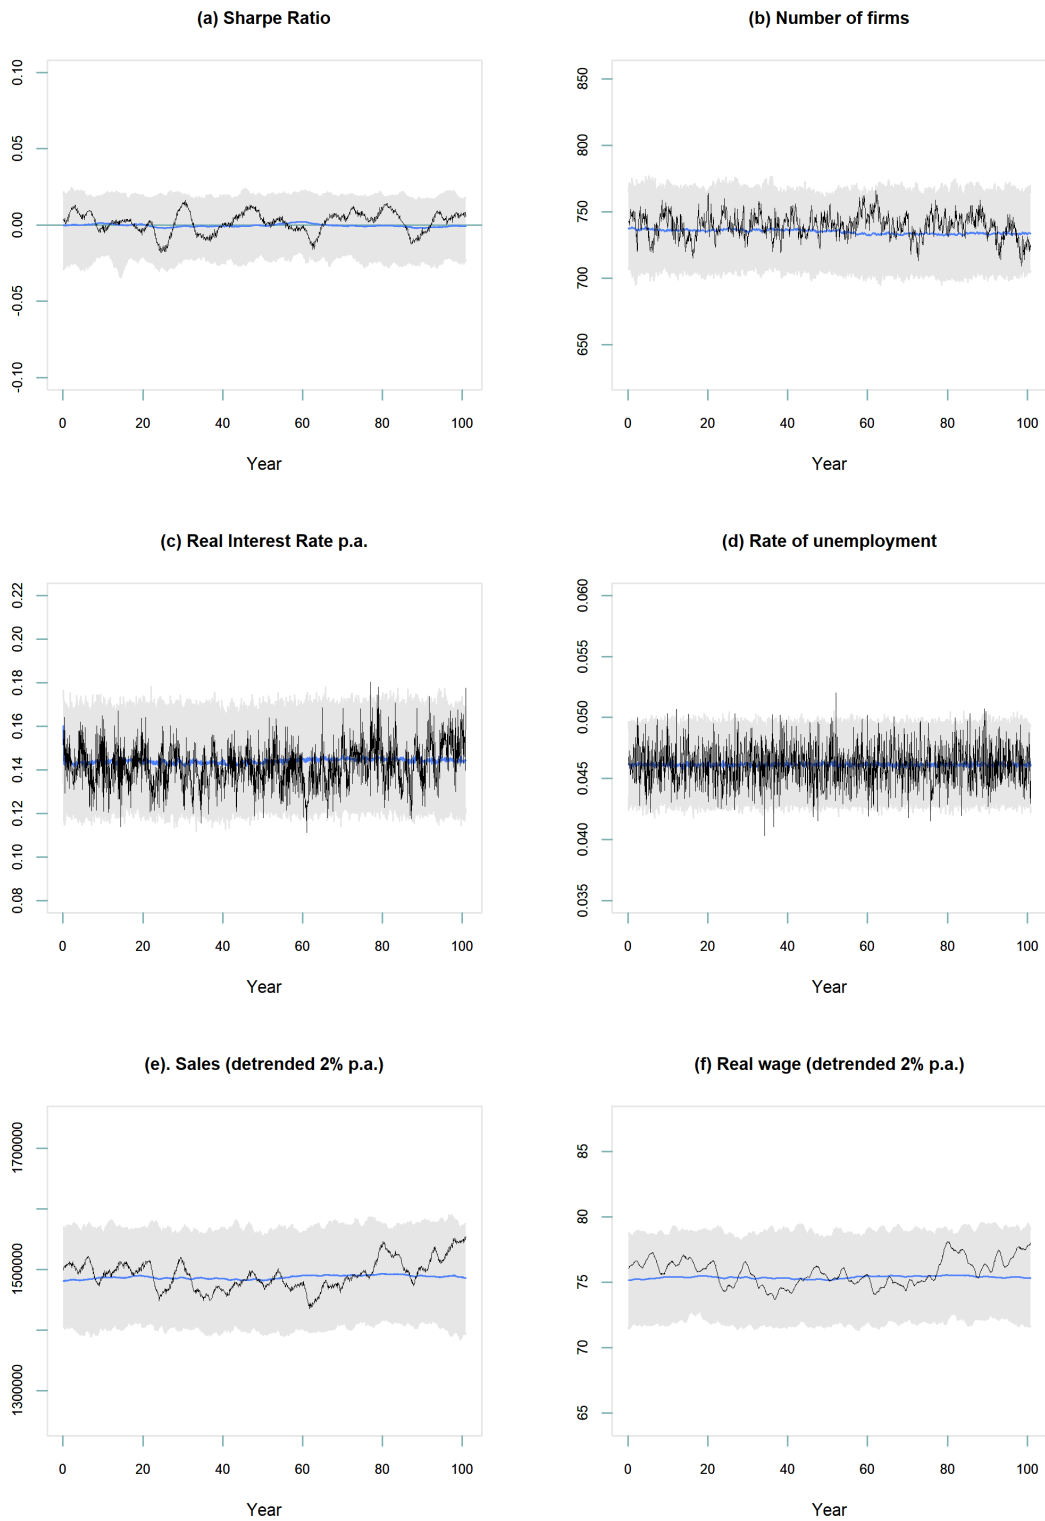 (a) Sharpe Ratio
0.10
0.05
0.00
-0.05
-0.10
0 20 40 60 80 100
Year
(b) Number of firms
850
800
750
700
650
0 20 40 60 80 100
Year
(c) Real Interest Rate p.a.
0.22
0.20
0.18
0.16
0.14
0.12
0.10
0.08
0 20 40 60 80 100
Year
(d) Rate of unemployment
0.060
0.055
0.050
0.045
0.040
0.035
0 20 40 60 80 100
Year
(e). Sales (detrended 2% p.a.)
1700000
1500000
1300000
0 20 40 60 80 100
Year
(f) Real wage (detrended 2% p.a.)
85
80
75
70
65
0 20 40 60 80 100
Year